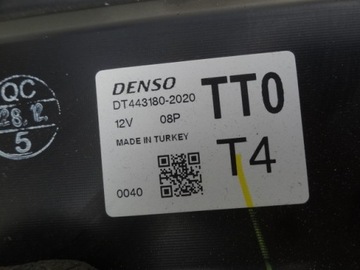 DENSO
DT443180-2020
TT0
12V 08P
MADE IN TURKEY
T4
0040
QC
28.12.
5